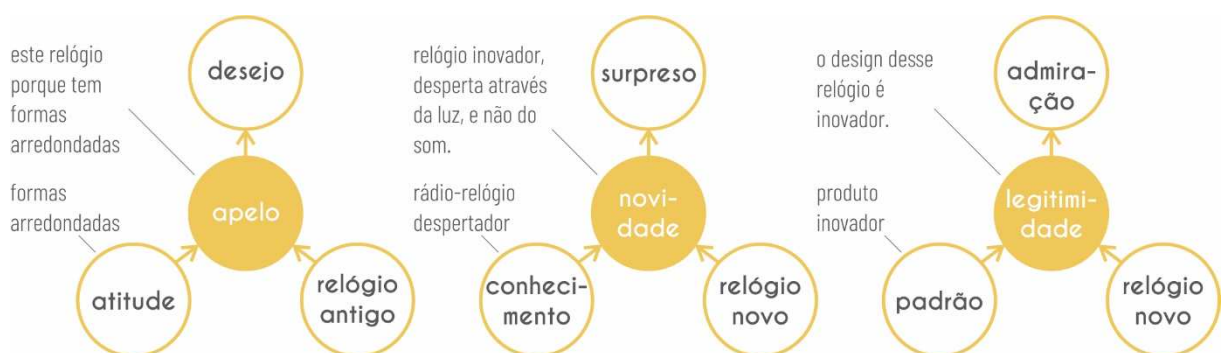 este relógio
porque tem
formas
arredondadas
formas
arredondadas
desejo
apelo
atitude
relógio
antigo
relógio inovador,
desperta através
da luz, e não do
som.
rádio-relógio
despertador
surpreso
novi-
dade
conheci-
mento
relógio
novo
o design desse
relógio é
inovador.
produto
inovador
admira-
ção
legitimi-
dade
padrão
relógio
novo